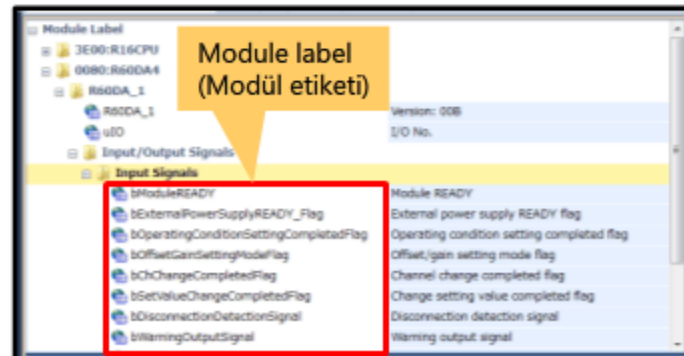 Module Label
3E00:R16CPU
0080:R60DA4
R60DA_1
R60DA_1 Version: 00B
uIO I/O No.
Input/Output Signals
Input Signals
bModuleREADY Module READY
bExternalPowerSupplyREADY_Flag External power supply READY flag
bOperatingConditionSettingCompletedFlag Operating condition setting completed flag
bOffsetGainSettingModeFlag Offset/gain setting mode flag
bChChangeCompletedFlag Channel change completed flag
bSetValueChangeCompletedFlag Change setting value completed flag
bDisconnectionDetectionSignal Disconnection detection signal
bWarningOutputSignal Warning output signal
Module label
(Modül etiketi)